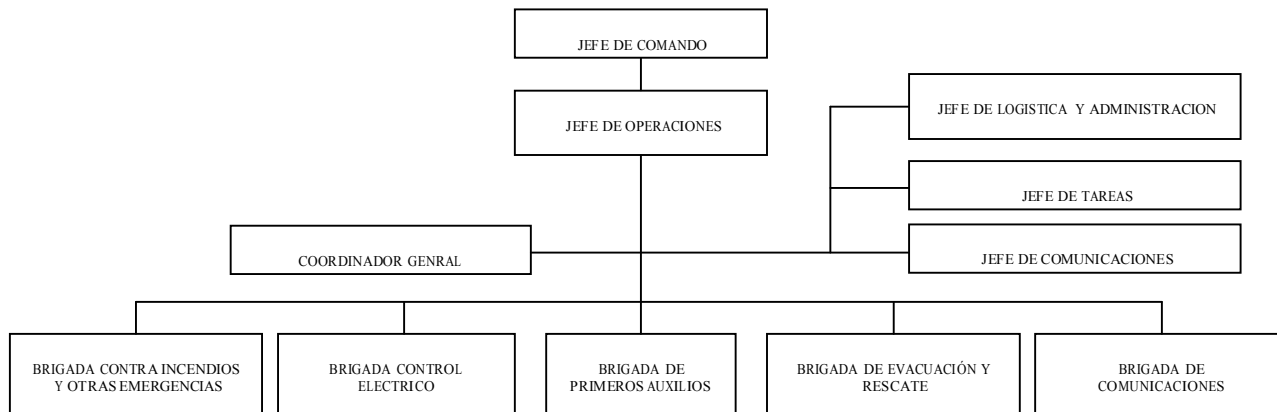 JEFE DE COMANDO
JEFE DE OPERACIONES
JEFE DE LOGISTICA Y ADMINISTRACION
JEFE DE TAREAS
COORDINADOR GENRAL
JEFE DE COMUNICACIONES
BRIGADA CONTRA INCENDIOS
Y OTRAS EMERGENCIAS
BRIGADA CONTROL
ELECTRICO
BRIGADA DE
PRIMEROS AUXILIOS
BRIGADA DE EVACUACIÓN Y
RESCATE
BRIGADA DE
COMUNICACIONES